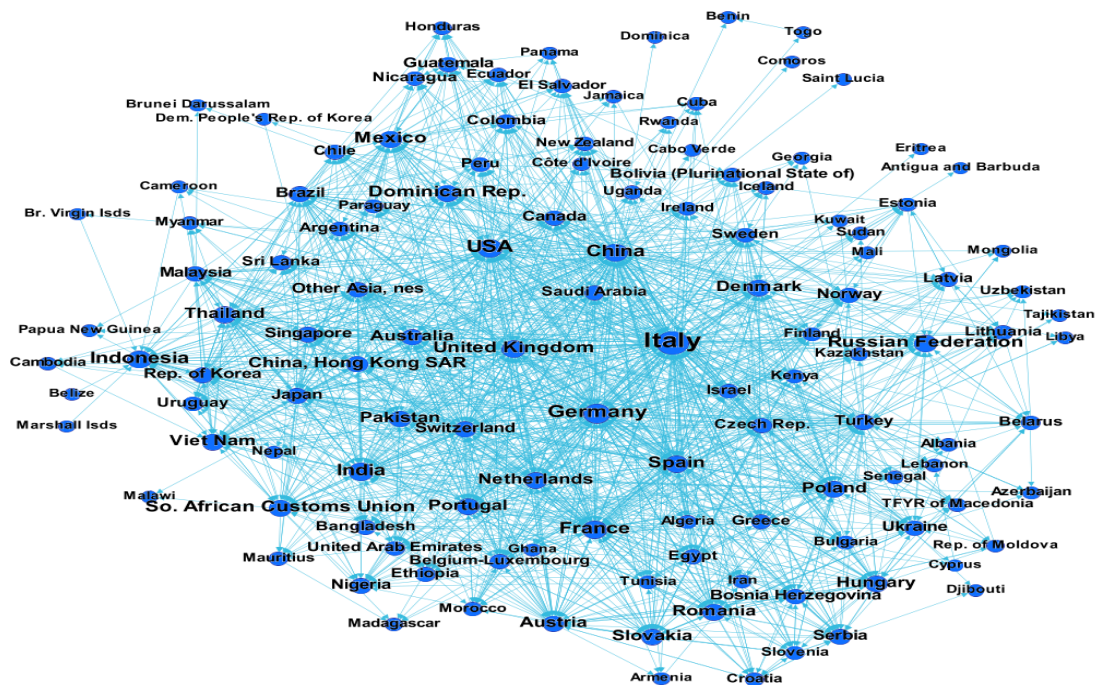 Benin
Honduras
Dominica
Togo
Panama
Guatemala
Comoros
Nicaragua
Ecuador
Saint Lucia
El Salvador
Jamaica
Brunei Darussalam
Cuba
Dem. People's Rep. of Korea
Colombia
Rwanda
Mexico
New Zealand
Cabo Verde
Eritrea
Chile
Georgia
Peru
Côte d'Ivoire
Bolivia (Plurinational State of)
Antigua and Barbuda
Cameroon
Brazil
Dominican Rep.
Uganda
Iceland
Paraguay
Estonia
Br. Virgin Islds
Myanmar
Argentina
Canada
Ireland
Kuwait
Sweden
Sudan
USA
China
Mali
Mongolia
Malaysia
Sri Lanka
Latvia
Other Asia, nes
Saudi Arabia
Denmark
Norway
Uzbekistan
Thailand
Tajikistan
Papua New Guinea
Singapore
Australia
Italy
Finland
Lithuania
Libya
Indonesia
United Kingdom
Russian Federation
Kazakhstan
Cambodia
China, Hong Kong SAR
Rep. of Korea
Kenya
Belize
Uruguay
Japan
Israel
Marshall Islds
Pakistan
Switzerland
Germany
Czech Rep.
Turkey
Belarus
Viet Nam
Nepal
Albania
India
Spain
Lebanon
Netherlands
Senegal
Malawi
Poland
Azerbaijan
So. African Customs Union
Portugal
TFYR of Macedonia
Bangladesh
France
Algeria
Greece
Ukraine
Mauritius
United Arab Emirates
Ghana
Bulgaria
Rep. of Moldova
Belgium-Luxembourg
Egypt
Cyprus
Nigeria
Ethiopia
Tunisia
Iran
Hungary
Djibouti
Bosnia Herzegovina
Madagascar
Morocco
Romania
Austria
Slovakia
Serbia
Slovenia
Armenia
Croatia